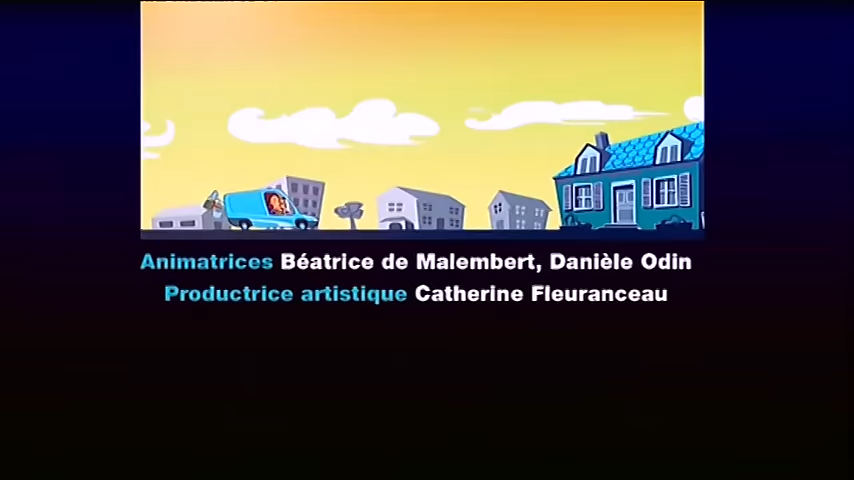 Animatrices Béatrice de Malembert, Danièle Odin
Productrice artistique Catherine Fleuranceau